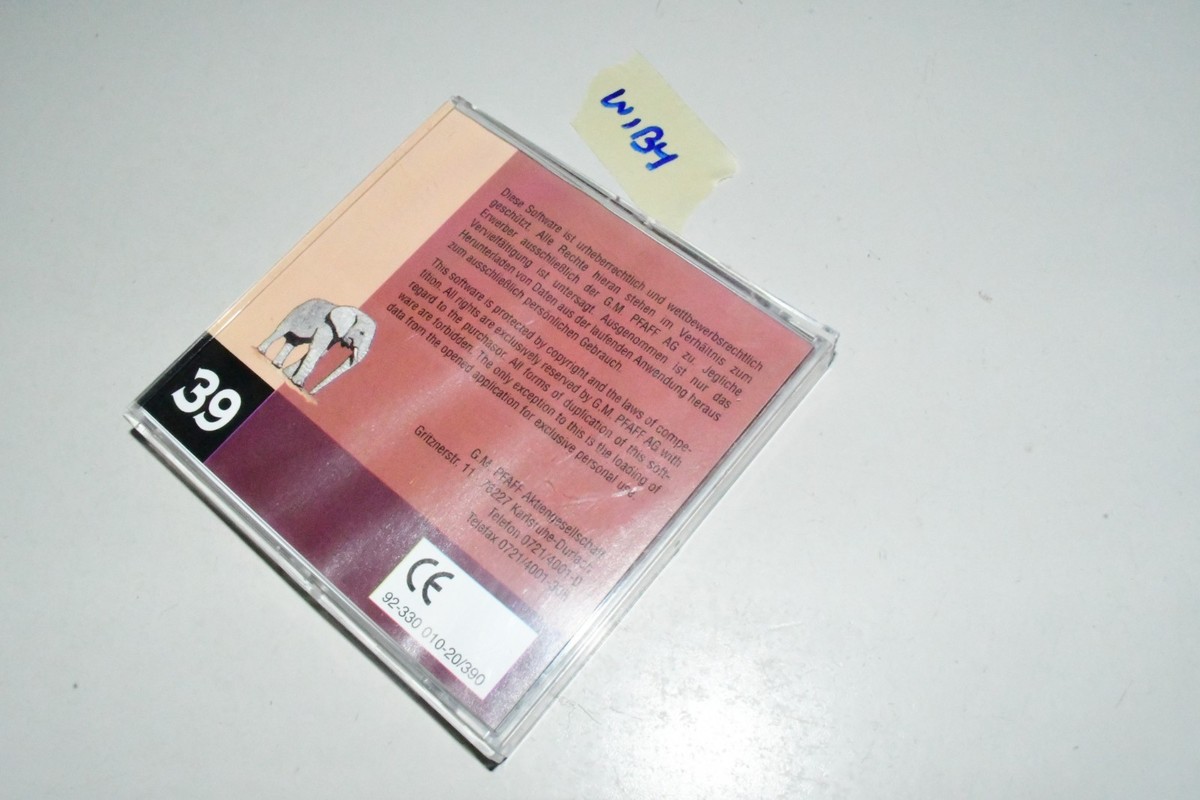 W,B4
Diese Software ist urheberrechtlich und wettbewerbsrechtlich
geschützt. Alle Rechte hieran stehen im Verhältnis zum
Erwerber ausschließlich der G.M. PFAFF AG zu. Jegliche
Vervielfältigung ist untersagt. Ausgenommen ist nur das
Herunterladen von Daten aus der laufenden Anwendung heraus
zum ausschließlich persönlichen Gebrauch.
This software is protected by copyright and the laws of compe-
tition. All rights are exclusively reserved by G.M. PFAFF AG with
regard to the purchasor. All forms of duplication of this soft-
ware are forbidden. The only exception to this is the loading of
data from the opened application for exclusive personal use.
G.M. PFAFF Aktiengesellschaft
Gritznerstr. 11 · 76227 Karlsruhe-Durlach
Telefon 0721/4001-0
Telefax 0721/4001-
39
CE
92-330 010-20/390